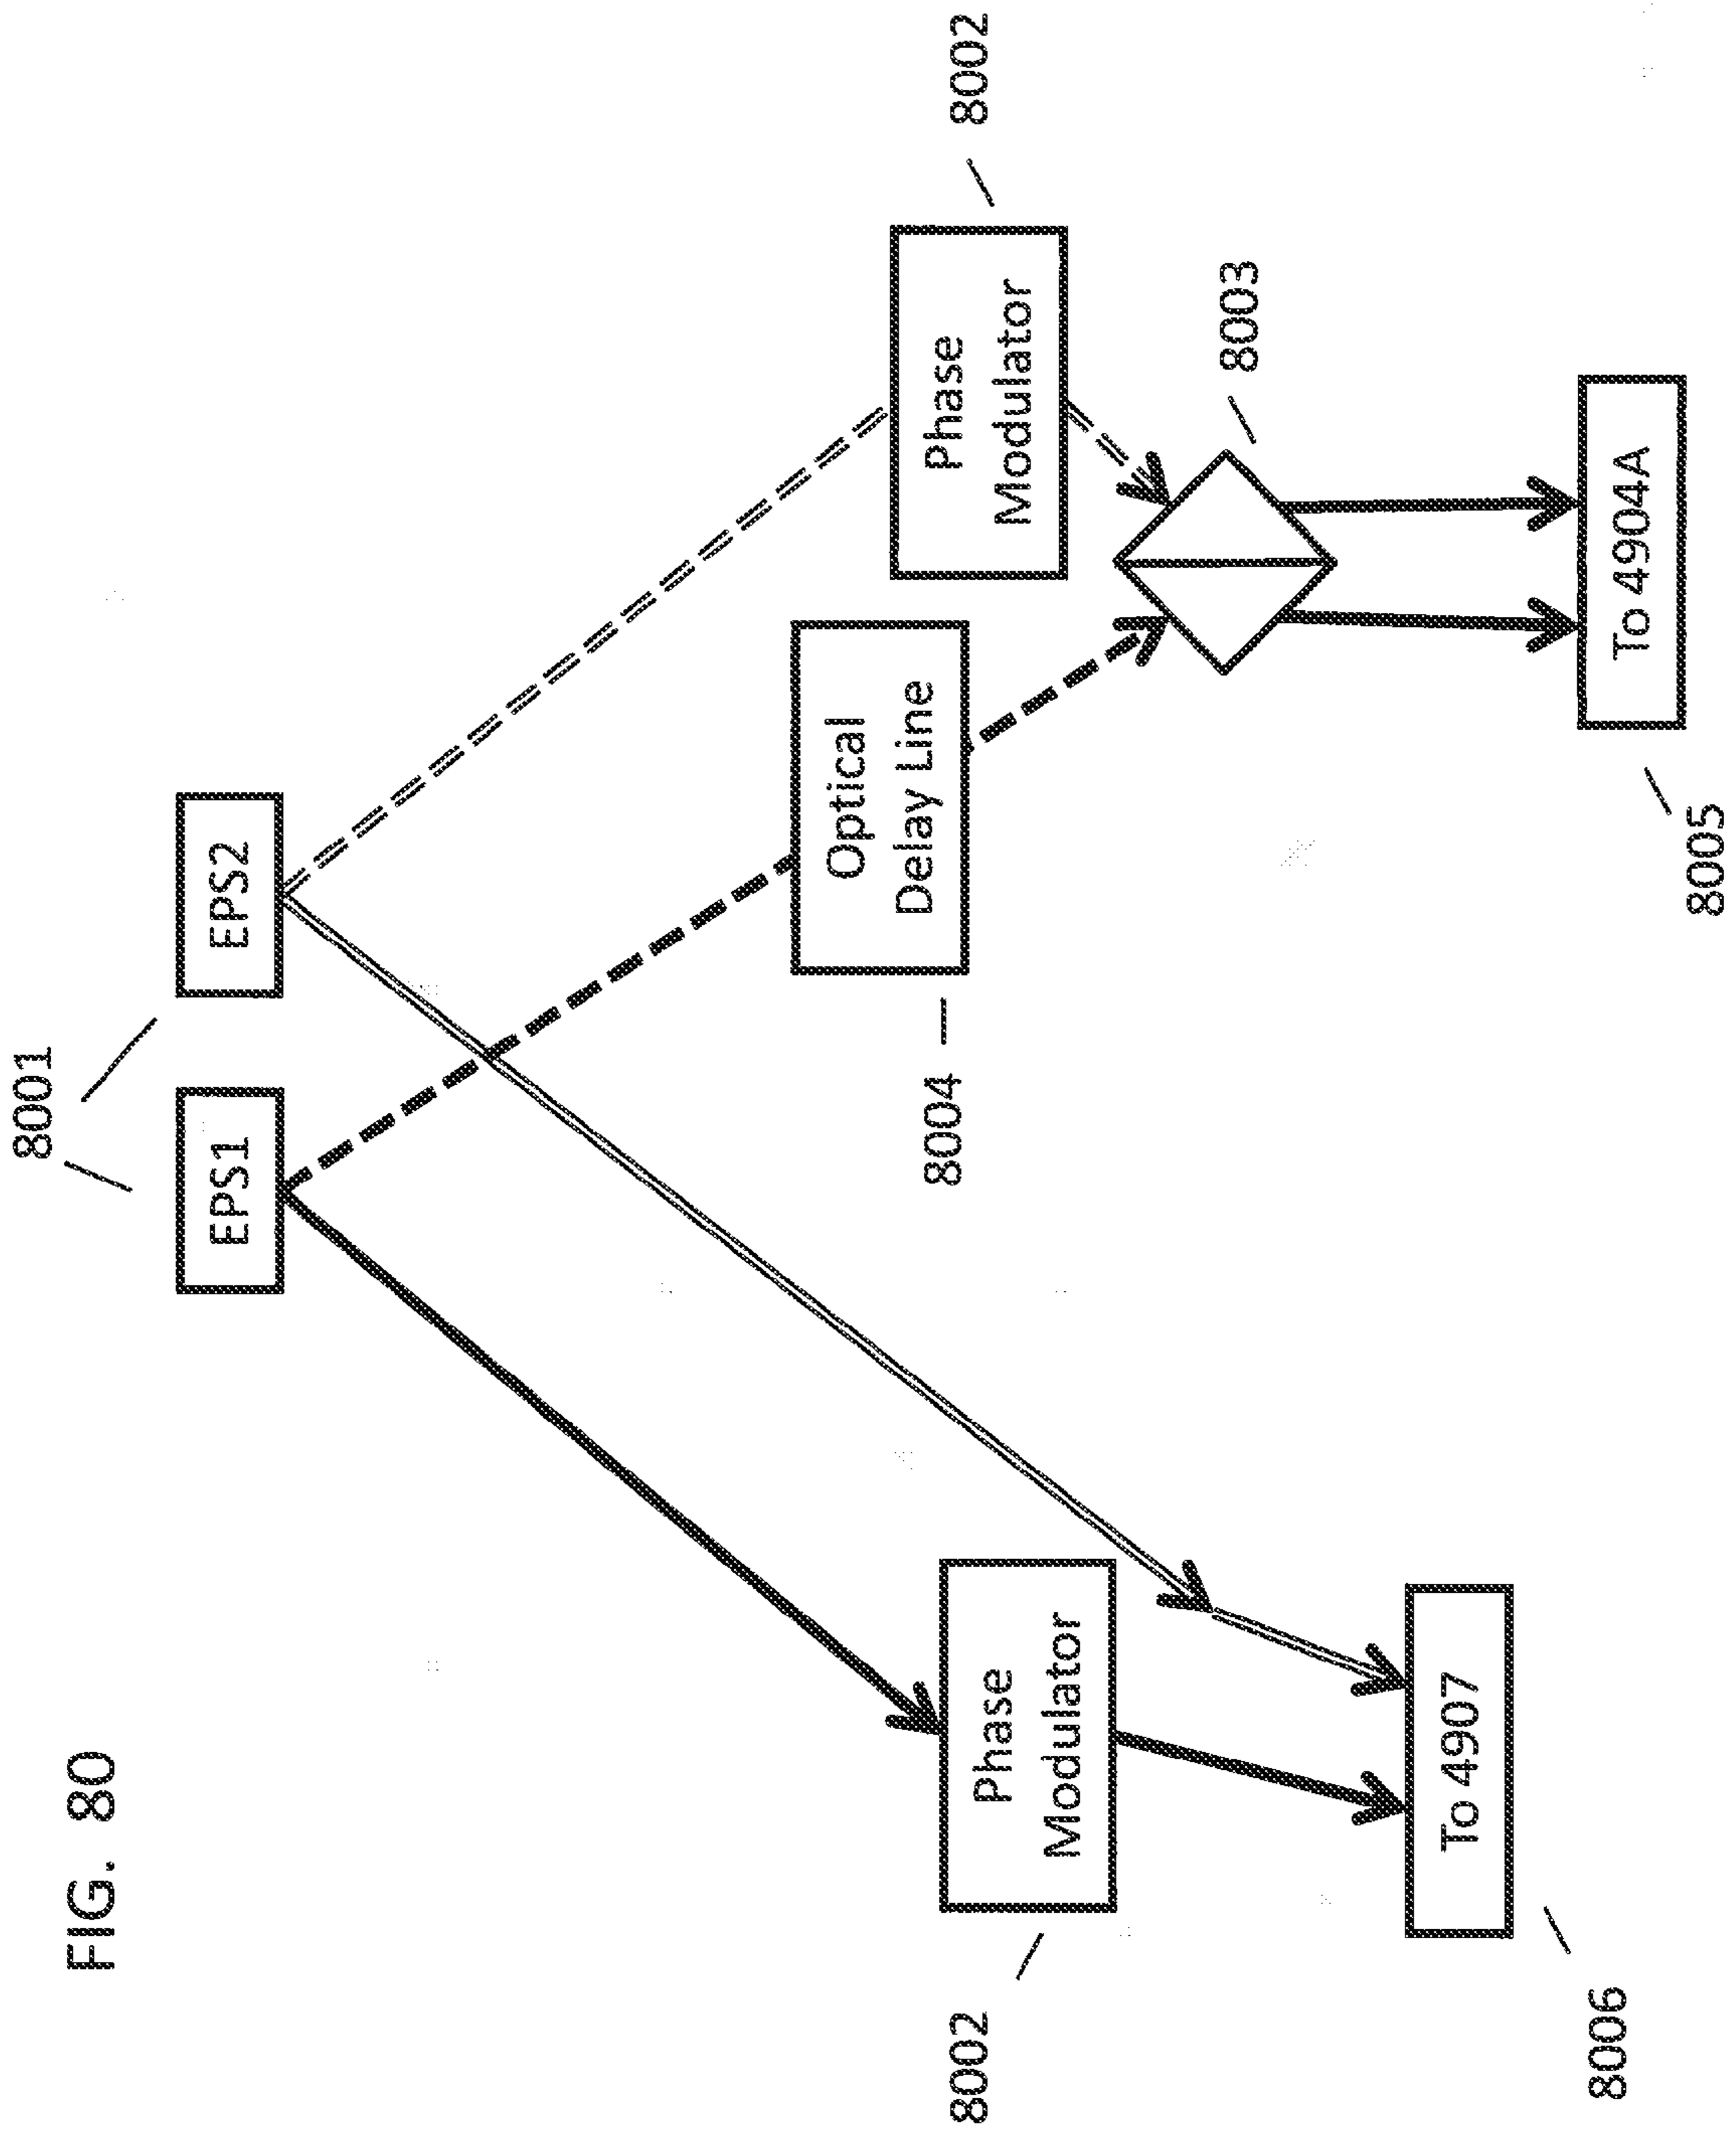 FIG. 80
8001
EPS1
EPS2
8002
Phase
Modulator
8004
Optical
Delay Line
Phase
Modulator
8002
8003
8006
To 4907
8005
To 4904A